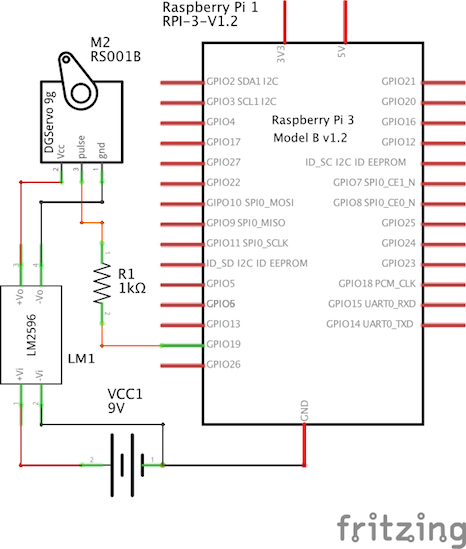 Raspberry Pi 1
RPI-3-V1.2
M2
RS001B
3V3
5V
DGServo 9g
Vcc
pulse
gnd
2
3
1
GPIO2 SDA1 I2C
GPIO3 SCL1 I2C
GPIO4
GPIO17
GPIO27
GPIO22
GPIO10 SPI0_MOSI
GPIO9 SPI0_MISO
GPIO11 SPI0_SCLK
ID_SD I2C ID EEPROM
GPIO5
GPIO6
GPIO13
GPIO19
GPIO26
Raspberry Pi 3
Model B v1.2
GPIO21
GPIO20
GPIO16
GPIO12
ID_SC I2C ID EEPROM
GPIO7 SPI0_CE1_N
GPIO8 SPI0_CE0_N
GPIO25
GPIO24
GPIO23
GPIO18 PCM_CLK
GPIO15 UART0_RXD
GPIO14 UART0_TXD
GND
1
R1
1kΩ
2
3
4
+Vo
-Vo
LM2596
LM1
+Vi
-Vi
1
2
VCC1
9V
2
1
fritzing